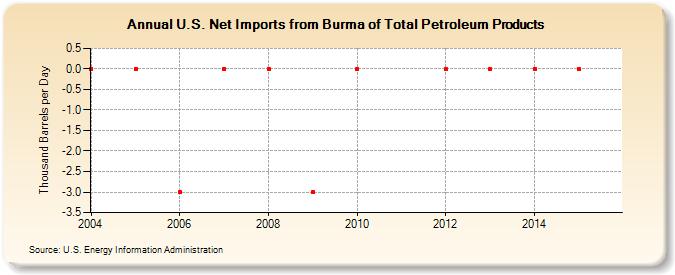 Annual U.S. Net Imports from Burma of Total Petroleum Products
Thousand Barrels per Day
0.5
0.0
-0.5
-1.0
-1.5
-2.0
-2.5
-3.0
-3.5
2004 2006 2008 2010 2012 2014
Source: U.S. Energy Information Administration